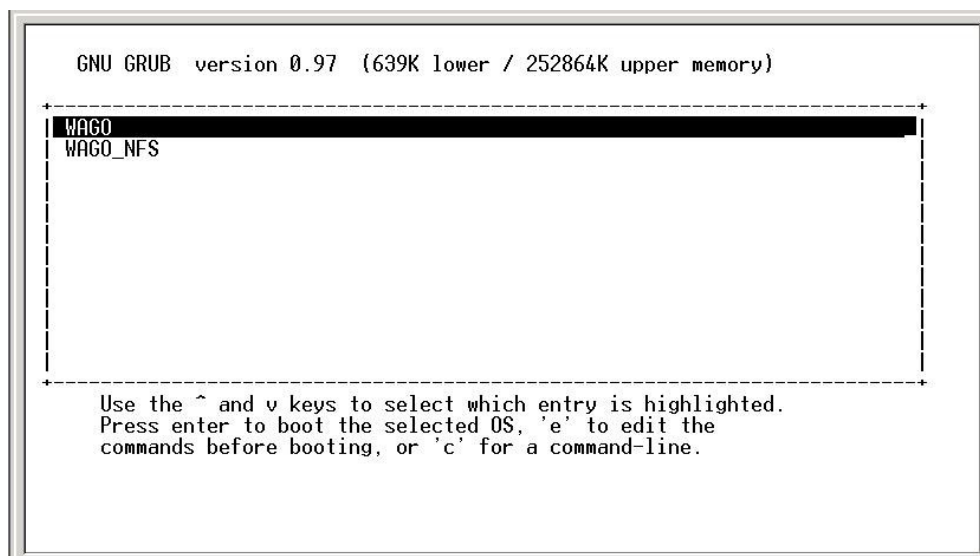 GNU GRUB  version 0.97  (639K lower / 252864K upper memory)
WAGO
WAGO_NFS
Use the ^ and v keys to select which entry is highlighted.
Press enter to boot the selected OS, 'e' to edit the
commands before booting, or 'c' for a command-line.